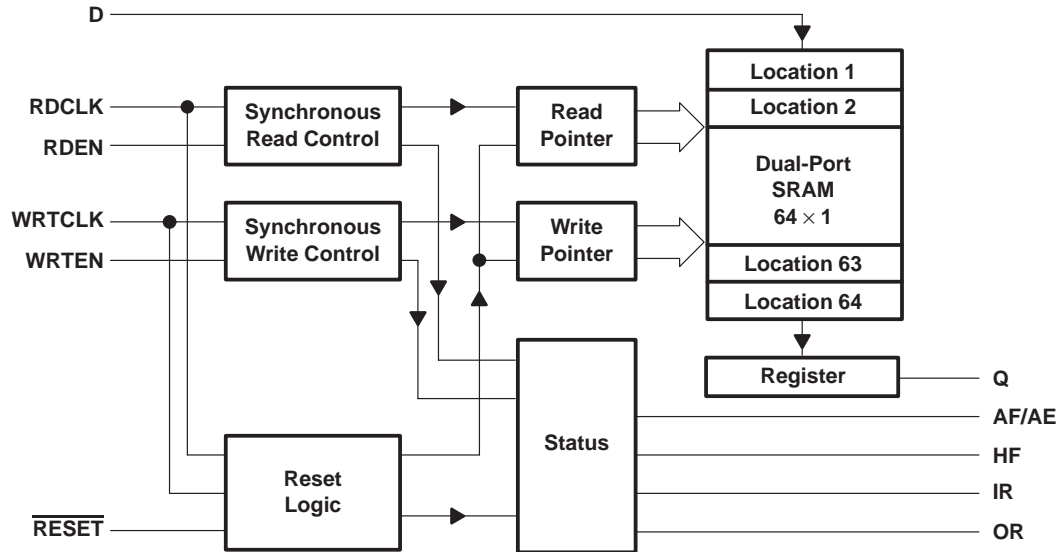 D
Location 1
RDCLK
Synchronous
Read Control
Read
Pointer
Location 2
RDEN
Dual-Port
SRAM
64 × 1
WRTCLK
Synchronous
Write Control
Write
Pointer
WRTEN
Location 63
Location 64
Register
Q
AF/AE
Status
HF
Reset
Logic
IR
RESET
OR